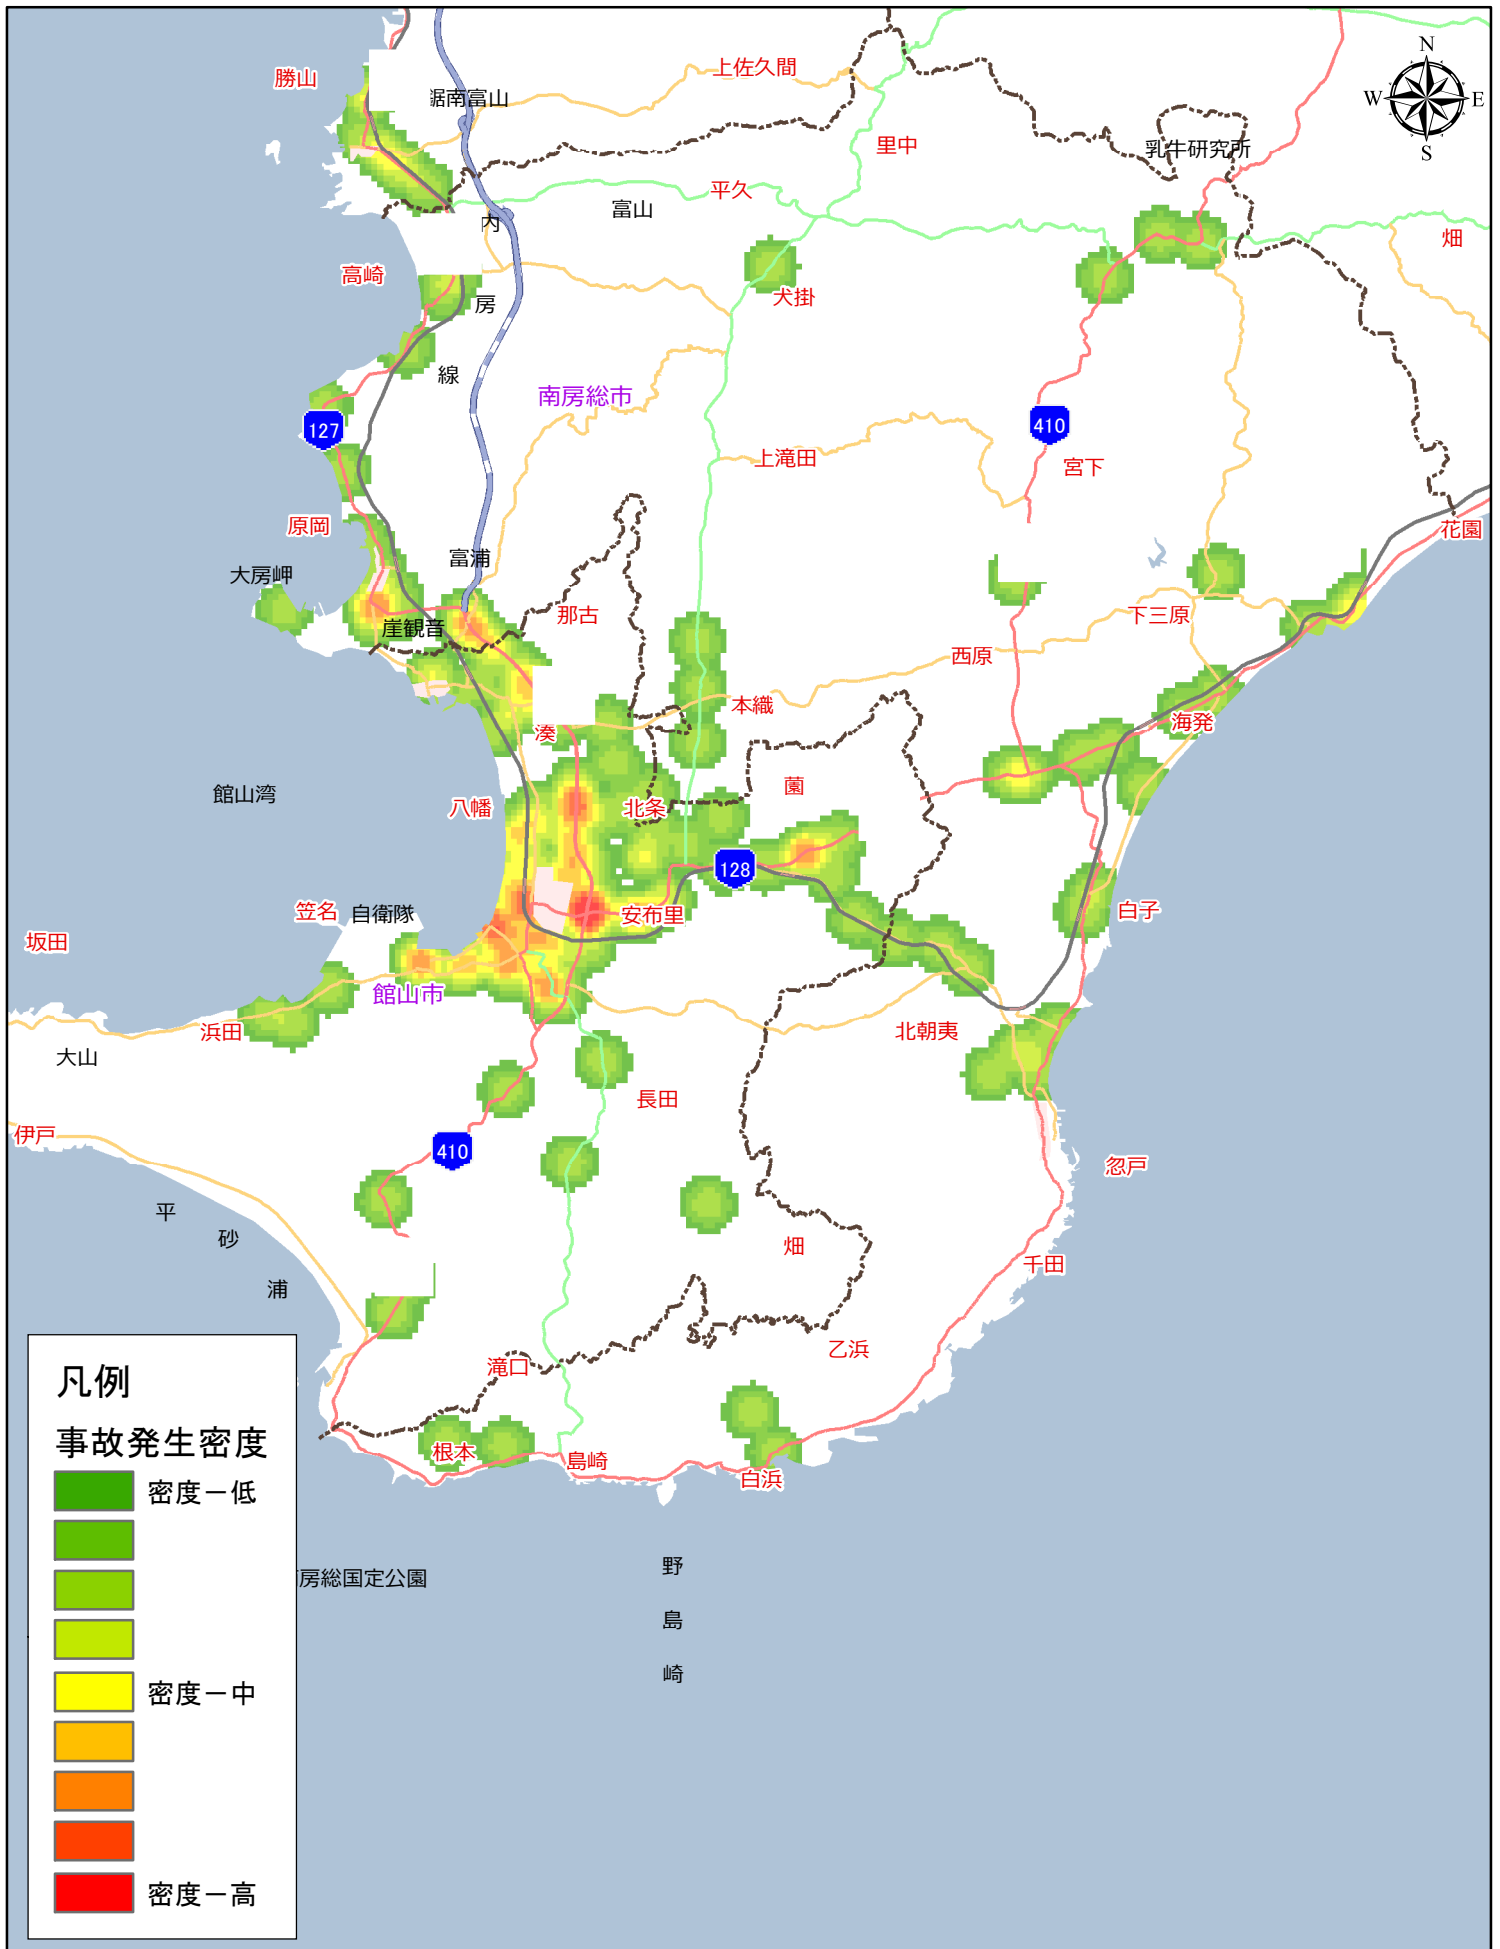 N
W
E
S
勝山
上佐久間
鋸南富山
里中
乳牛研究所
平久
富山
内
畑
高崎
犬掛
房
線
南房総市
127
410
上滝田
宮下
原岡
花園
富浦
大房岬
那古
下三原
崖観音
西原
本織
湊
海発
館山湾
八幡
北条
薗
128
笠名
自衛隊
安布里
白子
坂田
館山市
浜田
北朝夷
大山
長田
伊戸
410
忽戸
平
砂
畑
浦
千田
乙浜
滝口
凡例
事故発生密度
根本
島崎
白浜
密度－低
房総国定公園
野
島
崎
密度－中
密度－高